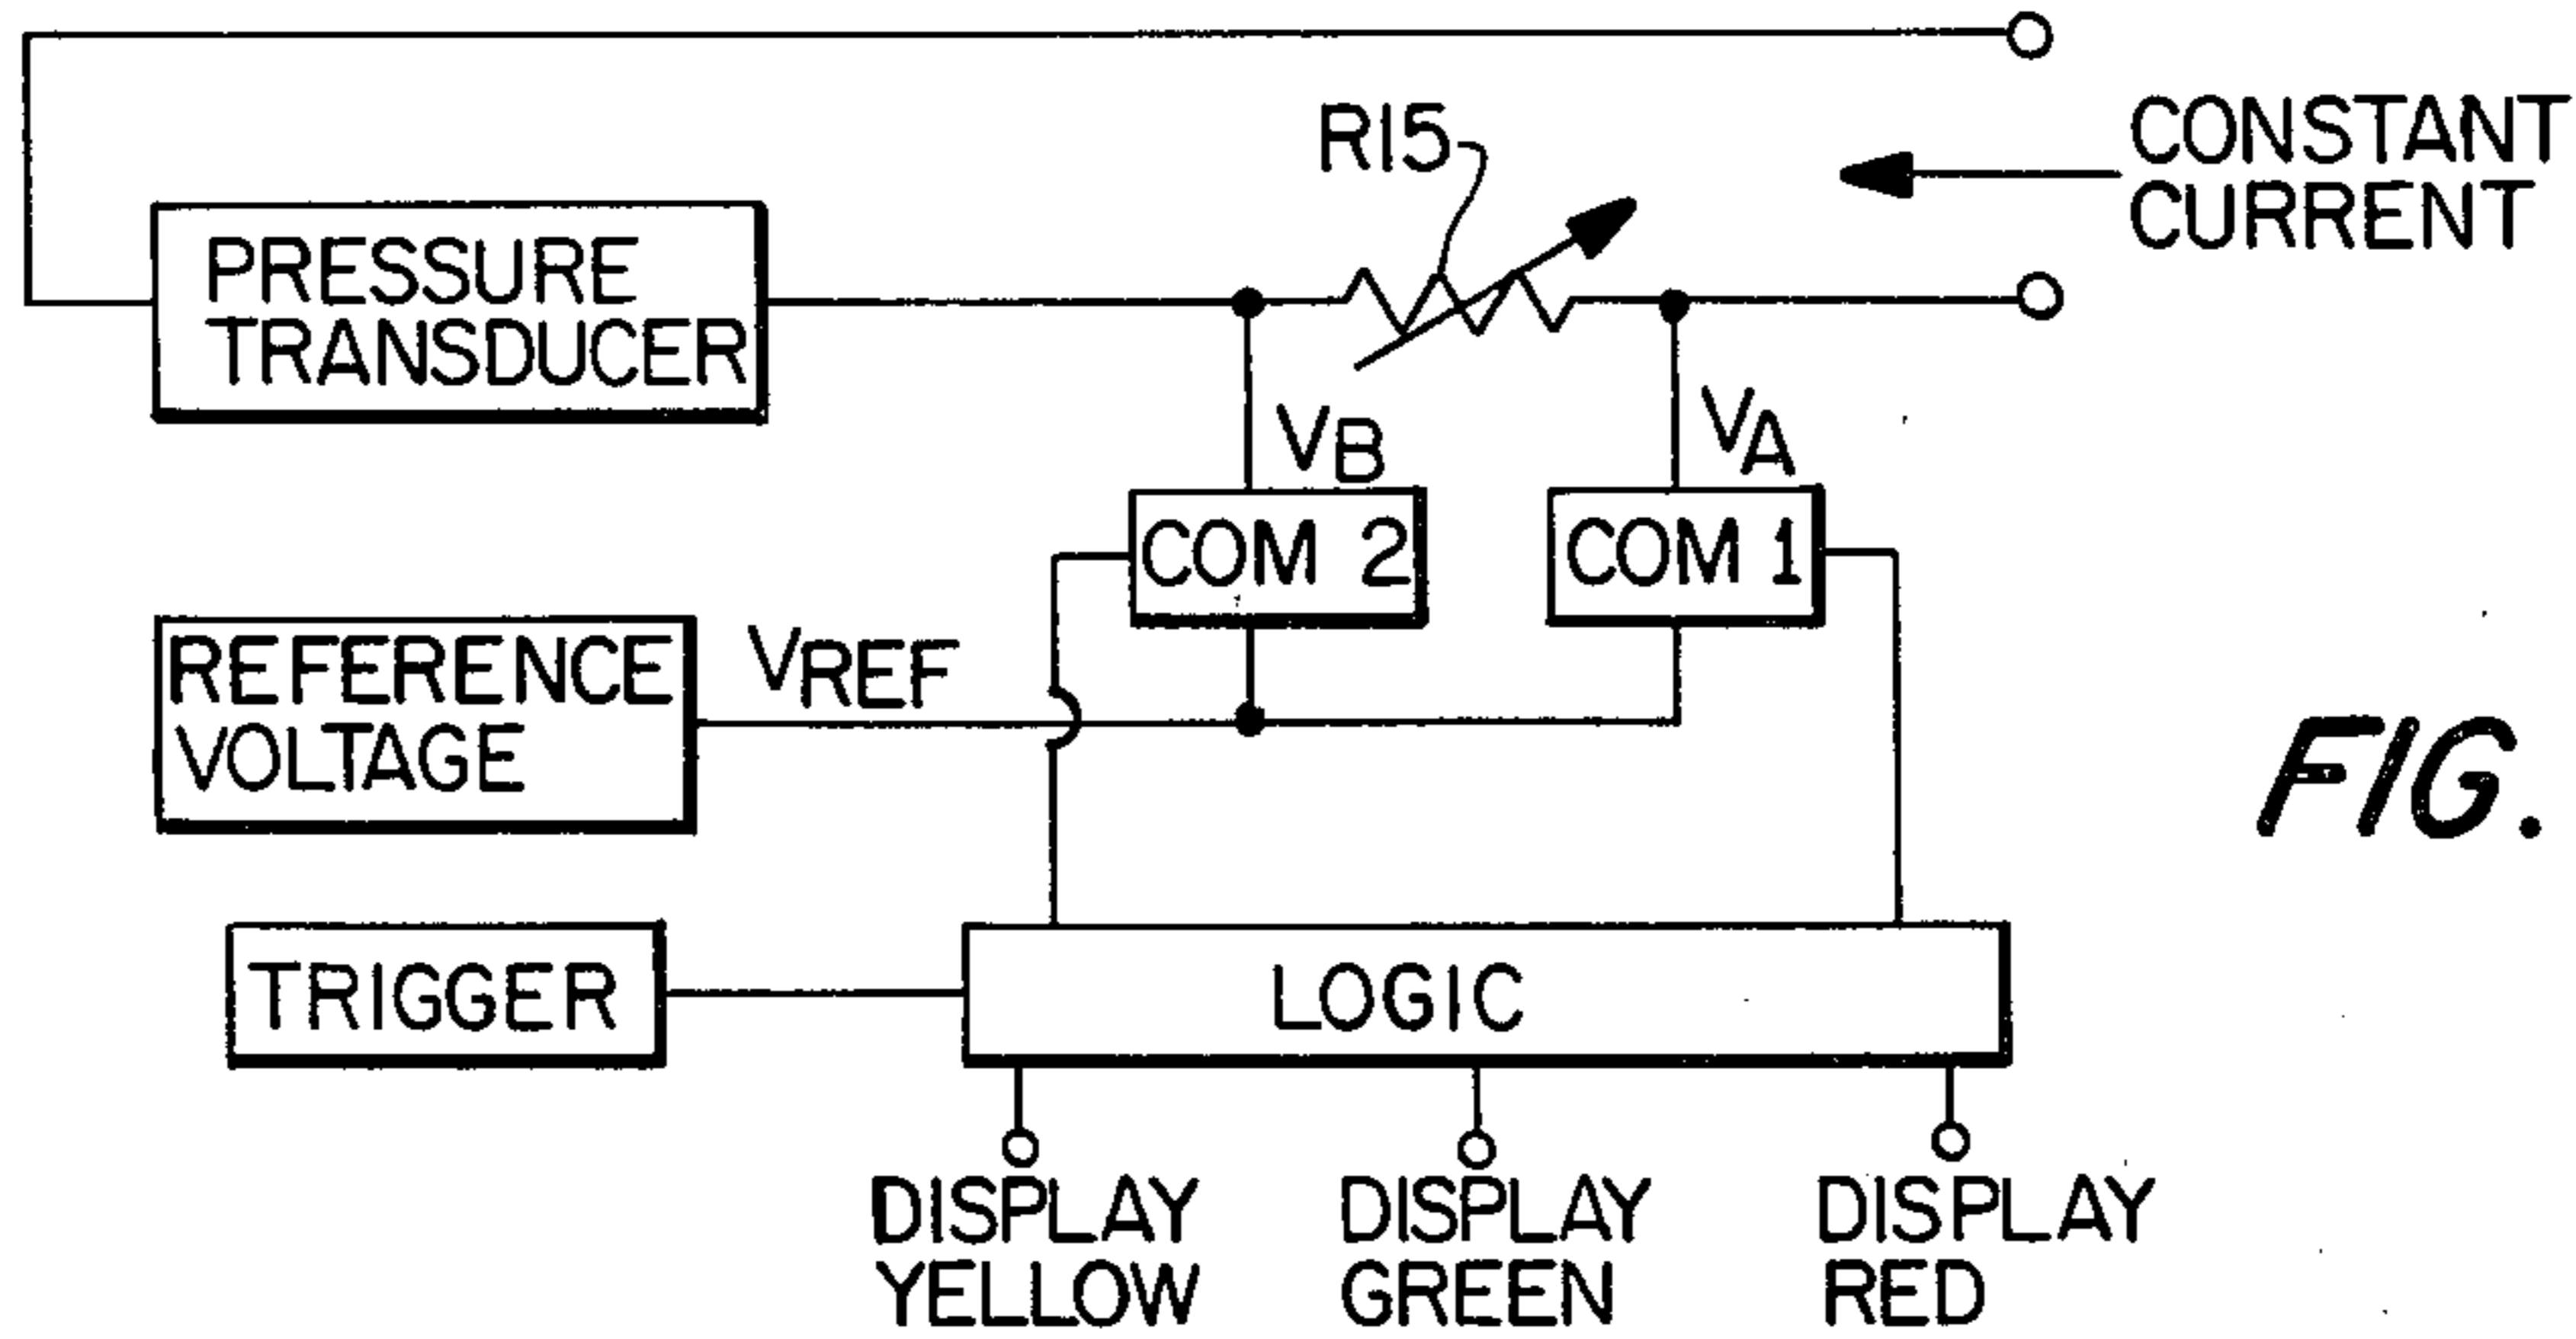 R15
CONSTANT
CURRENT
PRESSURE
TRANSDUCER
VB
VA
COM 2
COM 1
REFERENCE
VOLTAGE
VREF
FIG.
TRIGGER
LOGIC
DISPLAY
YELLOW
DISPLAY
GREEN
DISPLAY
RED